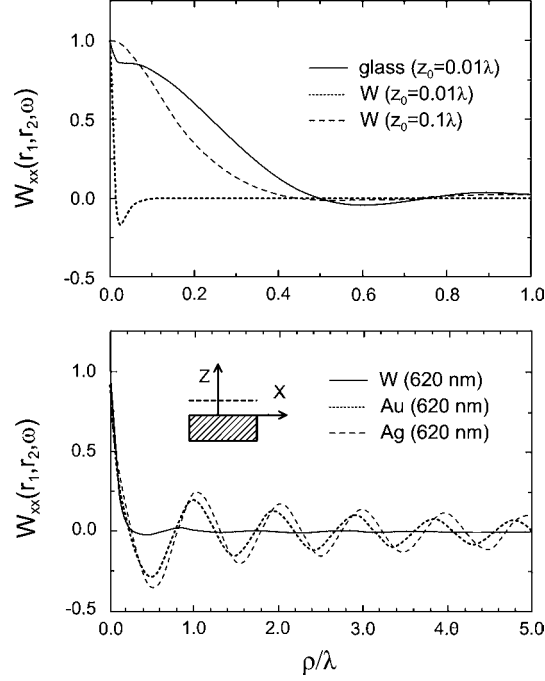 1.0
0.5
0.0
-0.5
W_xx(r_1,r_2,ω)
glass (z_0=0.01λ)
W (z_0=0.01λ)
W (z_0=0.1λ)
0.0 0.2 0.4 0.6 0.8 1.0
1.0
0.5
0.0
-0.5
W_xx(r_1,r_2,ω)
Z
X
W (620 nm)
Au (620 nm)
Ag (620 nm)
0.0 1.0 2.0 3.0 4.0 5.0
ρ/λ